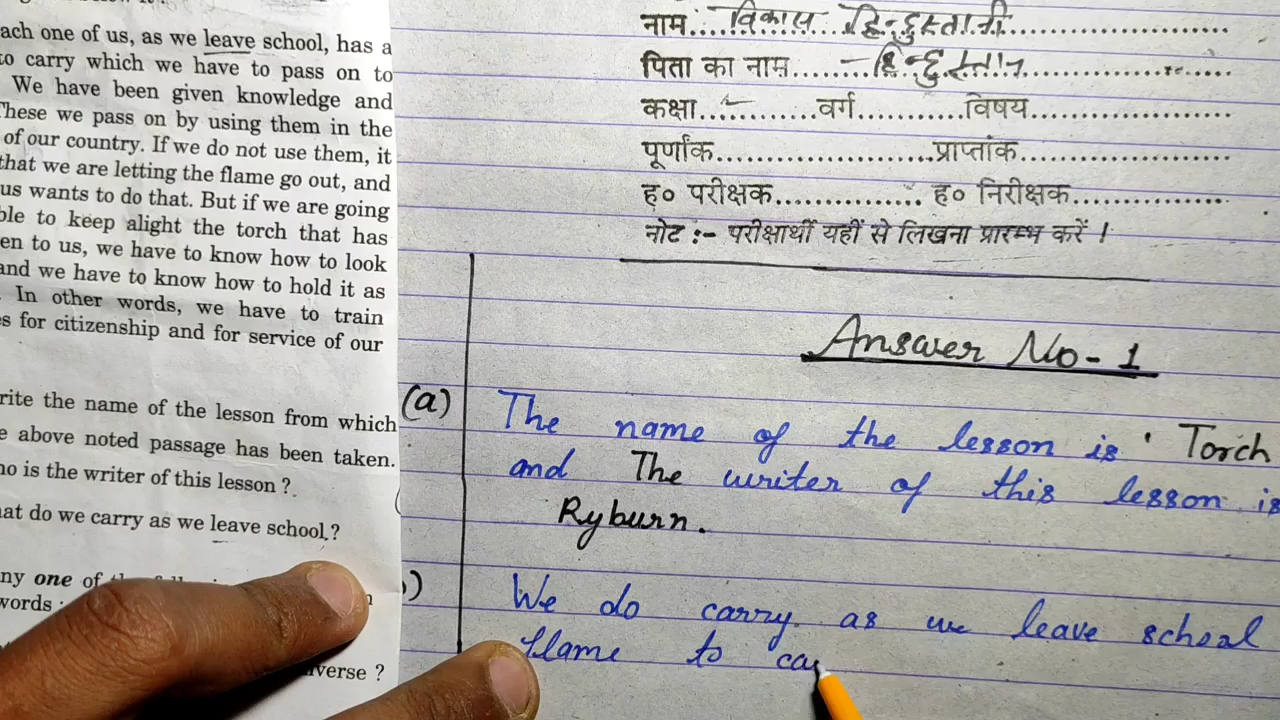 ach one of us, as we leave school, has a
to carry which we have to pass on to
We have been given knowledge and
These we pass on by using them in the
of our country. If we do not use them, it
that we are letting the flame go out, and
us wants to do that. But if we are going
ble to keep alight the torch that has
en to us, we have to know how to look
and we have to know how to hold it as
In other words, we have to train
es for citizenship and for service of our
rite the name of the lesson from which
e above noted passage has been taken.
ho is the writer of this lesson ?
hat do we carry as we leave school ?
ny one of
words :
iverse ?
नाम.....विकास हिन्दुस्तानी
पिता का नाम.......हिन्दुस्तान
कक्षा...........वर्ग...........विषय
पूर्णांक......................प्राप्तांक
ह० परीक्षक............... ह० निरीक्षक
नोट :- परीक्षार्थी यहीं से लिखना प्रारम्भ करें ।
Answer No - 1
(a) The name of the lesson is ' Torch
and The writer of this lesson is
Ryburn.
) We do carry as we leave school
flame to ca